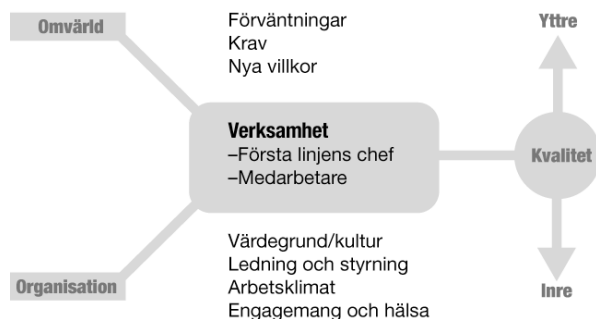 Omvärld
Förväntningar
Krav
Nya villkor
Yttre
Verksamhet
–Första linjens chef
–Medarbetare
Kvalitet
Organisation
Värdegrund/kultur
Ledning och styrning
Arbetsklimat
Engagemang och hälsa
Inre